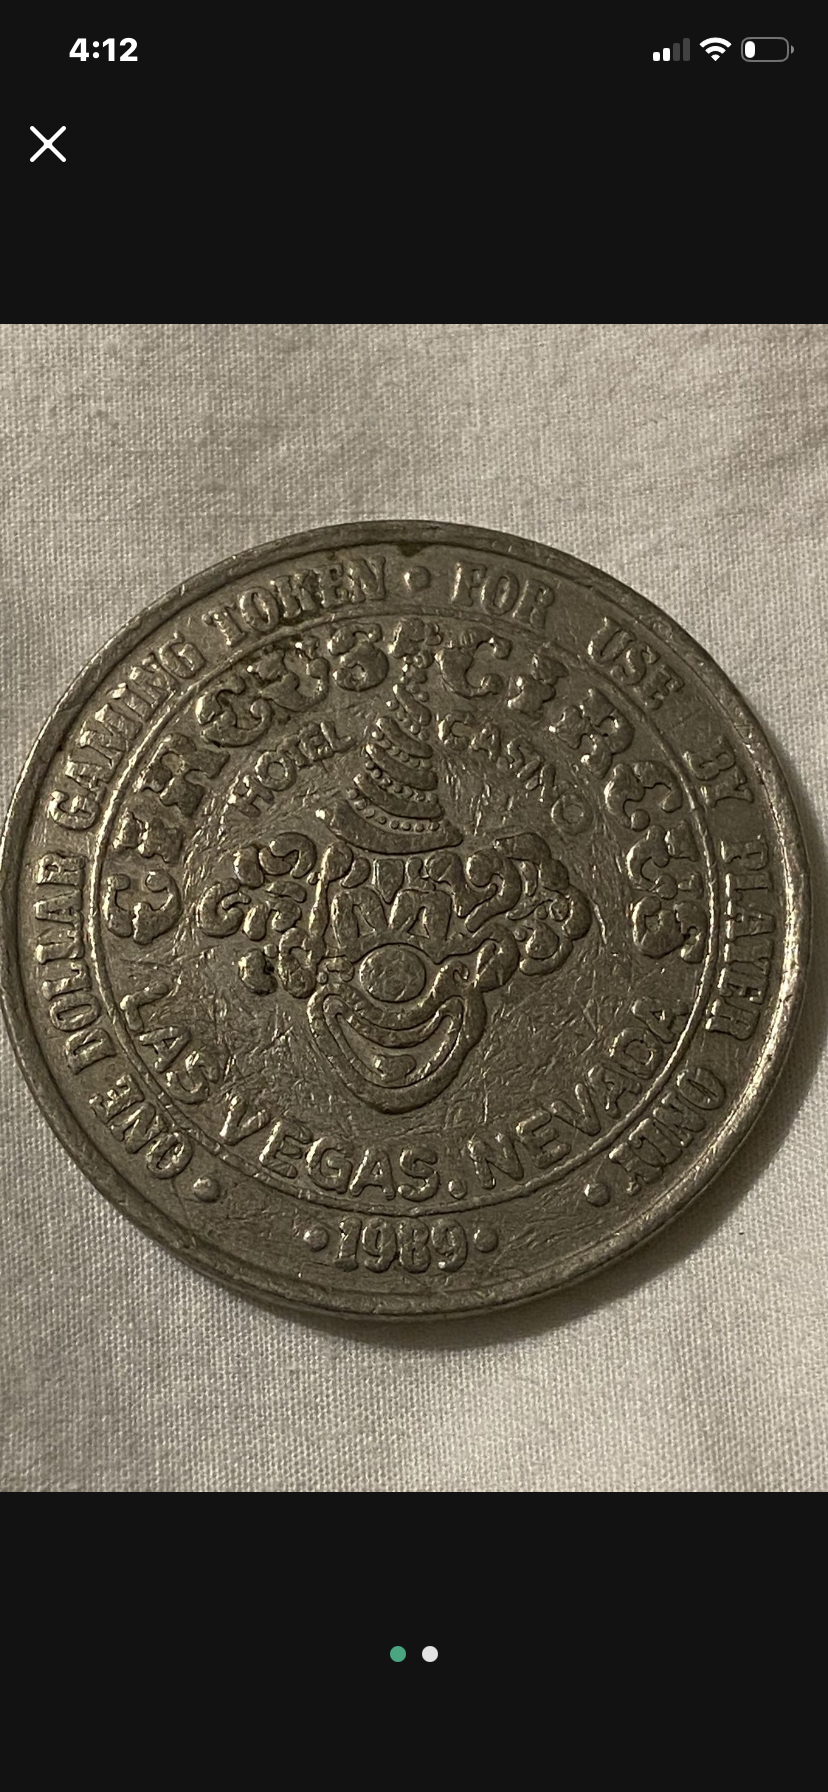 4:12
ONE DOLLAR GAMING TOKEN • FOR USE BY PLAYER ONLY
CIRCUS CIRCUS
HOTEL CASINO
LAS VEGAS, NEVADA
• 1989 •